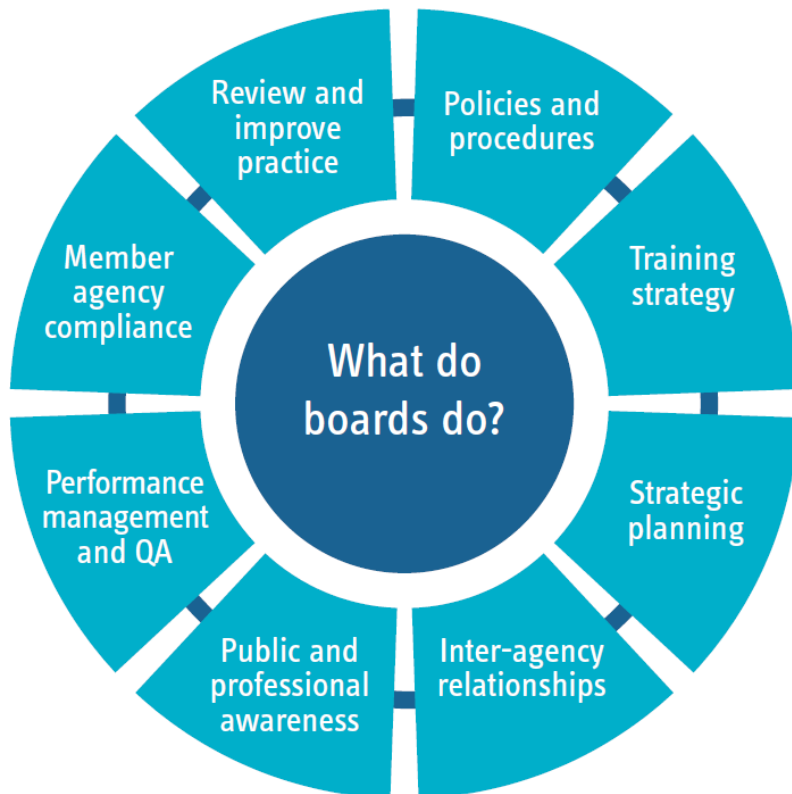 What do
boards do?
Policies and
procedures
Training
strategy
Strategic
planning
Inter-agency
relationships
Public and
professional
awareness
Performance
management
and QA
Member
agency
compliance
Review and
improve
practice